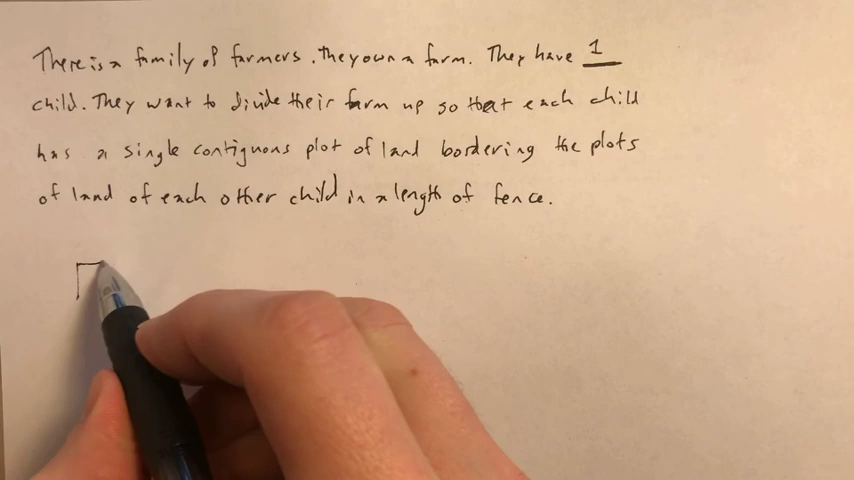 There is a family of farmers. they own a farm. They have 1
child. They want to divide their farm up so that each child
has a single contiguous plot of land bordering the plots
of land of each other child in a length of fence.